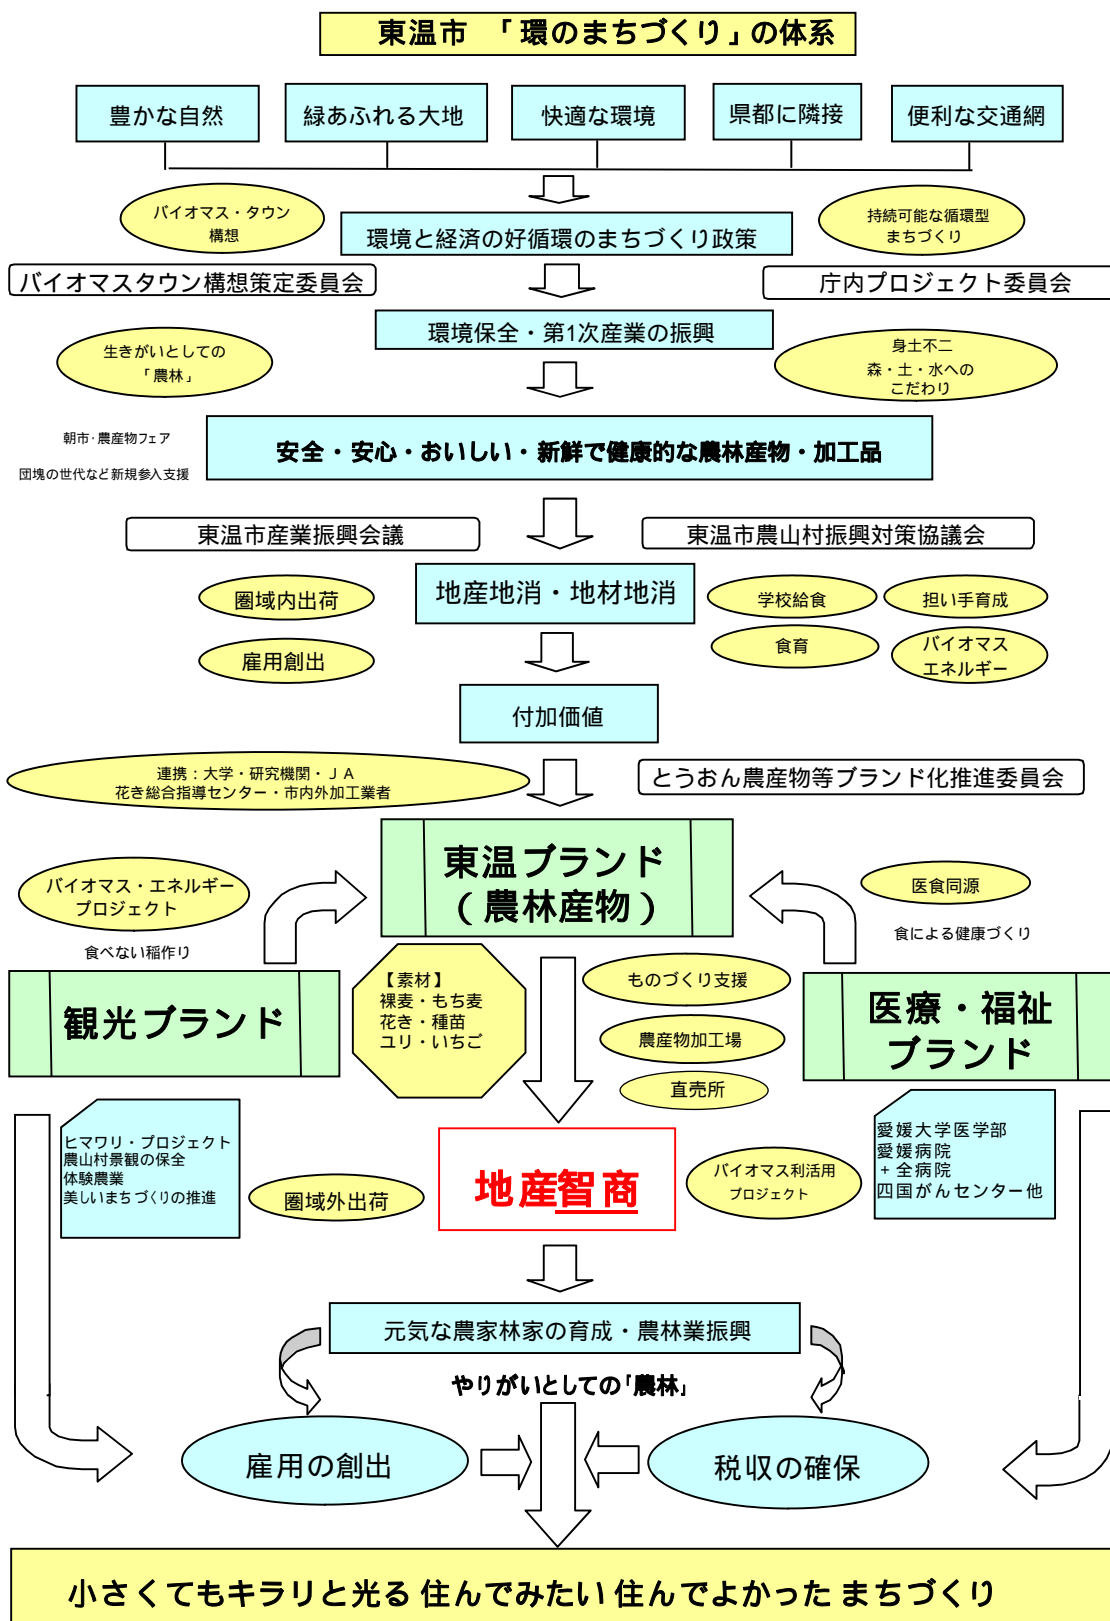 東温市 「環のまちづくり」の体系
豊かな自然
緑あふれる大地
快適な環境
県都に隣接
便利な交通網
バイオマス・タウン
構想
持続可能な循環型
まちづくり
環境と経済の好循環のまちづくり政策
バイオマスタウン構想策定委員会
庁内プロジェクト委員会
環境保全・第1次産業の振興
生きがいとしての
「農林」
身土不二
森・土・水への
こだわり
朝市・農産物フェア
団塊の世代など新規参入支援
安全・安心・おいしい・新鮮で健康的な農林産物・加工品
東温市産業振興会議
東温市農山村振興対策協議会
圏域内出荷
地産地消・地材地消
学校給食
担い手育成
雇用創出
食育
バイオマス
エネルギー
付加価値
連携：大学・研究機関・ＪＡ
花き総合指導センター・市内外加工業者
とうおん農産物等ブランド化推進委員会
東温ブランド
（農林産物）
バイオマス・エネルギー
プロジェクト
医食同源
食べない稲作り
食による健康づくり
観光ブランド
【素材】
裸麦・もち麦
花き・種苗
ユリ・いちご
ものづくり支援
農産物加工場
直売所
医療・福祉
ブランド
ヒマワリ・プロジェクト
農山村景観の保全
体験農業
美しいまちづくりの推進
圏域外出荷
地産智商
バイオマス利活用
プロジェクト
愛媛大学医学部
愛媛病院
＋全病院
四国がんセンター他
元気な農家林家の育成・農林業振興
やりがいとしての「農林」
雇用の創出
税収の確保
小さくてもキラリと光る 住んでみたい 住んでよかった まちづくり